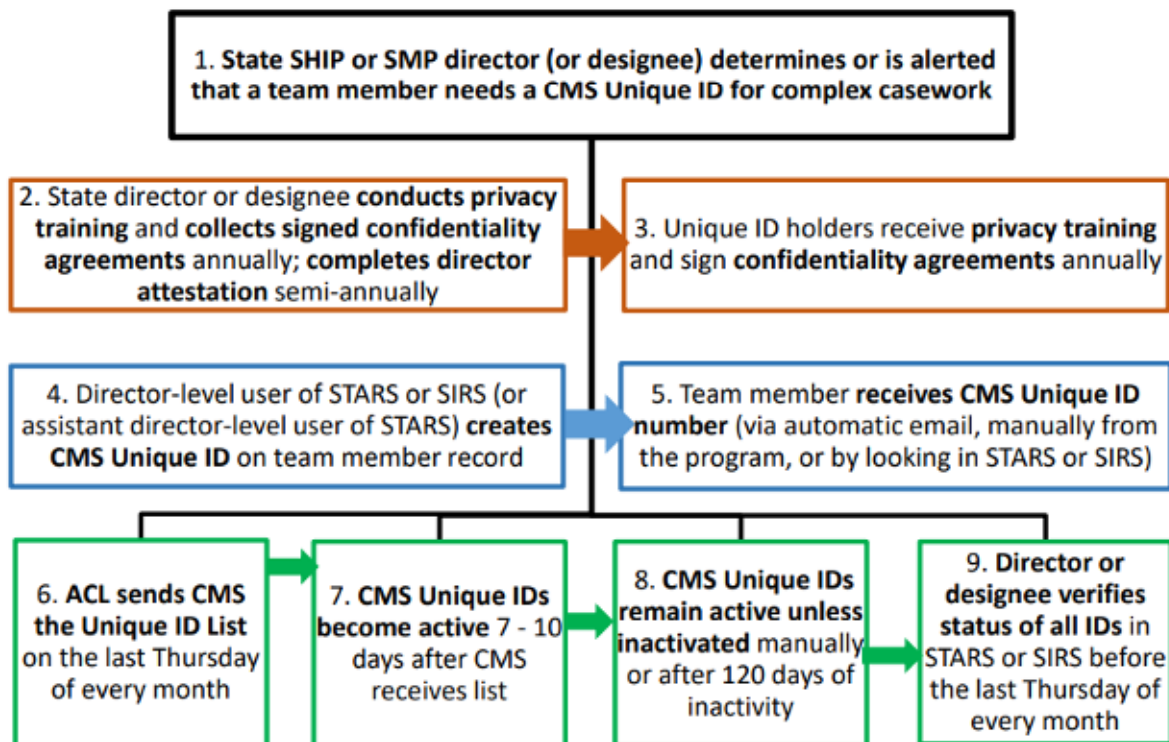 1. State SHIP or SMP director (or designee) determines or is alerted
that a team member needs a CMS Unique ID for complex casework
2. State director or designee conducts privacy
training and collects signed confidentiality
agreements annually; completes director
attestation semi-annually
3. Unique ID holders receive privacy training
and sign confidentiality agreements annually
4. Director-level user of STARS or SIRS (or
assistant director-level user of STARS) creates
CMS Unique ID on team member record
5. Team member receives CMS Unique ID
number (via automatic email, manually from
the program, or by looking in STARS or SIRS)
6. ACL sends CMS
the Unique ID List
on the last Thursday
of every month
7. CMS Unique IDs
become active 7 - 10
days after CMS
receives list
8. CMS Unique IDs
remain active unless
inactivated manually
or after 120 days of
inactivity
9. Director or
designee verifies
status of all IDs in
STARS or SIRS before
the last Thursday of
every month